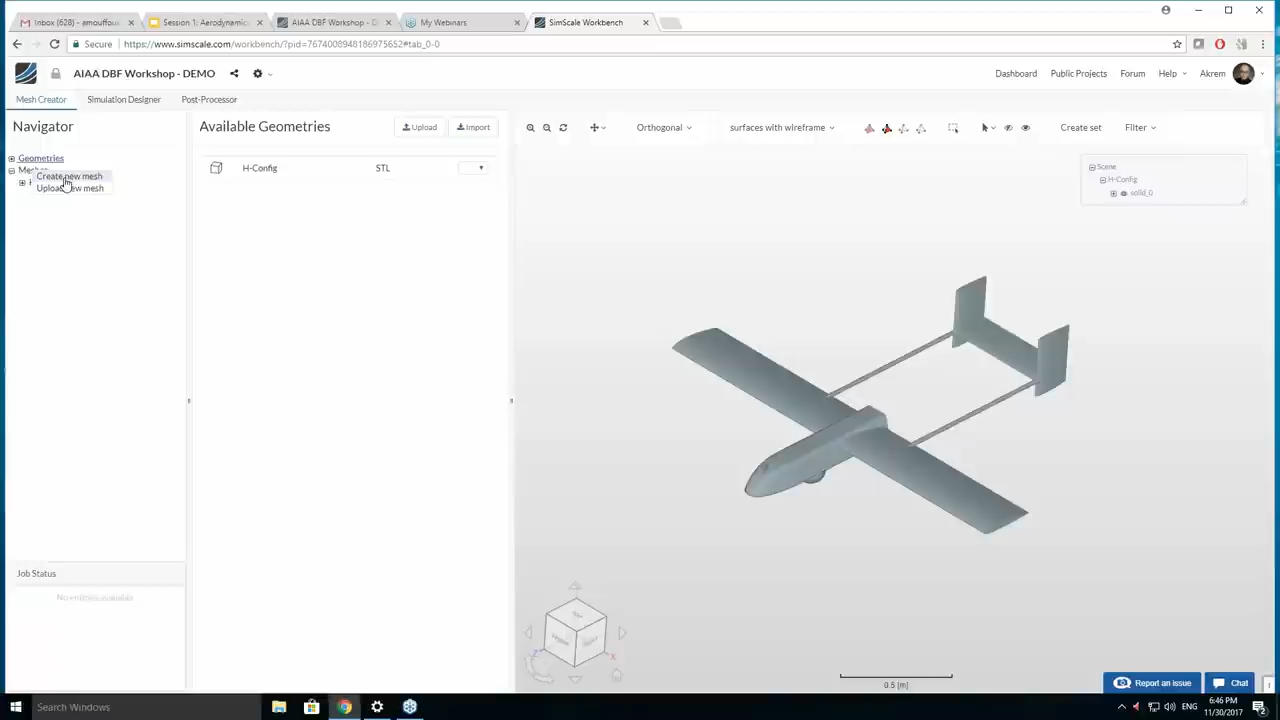 Inbox (628) - amouffou
Session 1: Aerodynamic
AIAA DBF Workshop - D
My Webinars
SimScale Workbench
Secure https://www.simscale.com/workbench/?pid=7674008948186975652#tab_0-0
AIAA DBF Workshop - DEMO
Dashboard Public Projects Forum Help Akrem
Mesh Creator Simulation Designer Post-Processor
Navigator
Geometries
Create new mesh
Available Geometries Upload Import
H-Config STL
Orthogonal surfaces with wireframe Create set Filter
Scene
H-Config
solid_0
Job Status
0.5 [m]
Report an issue Chat
Search Windows
ENG 6:46 PM
11/30/2017